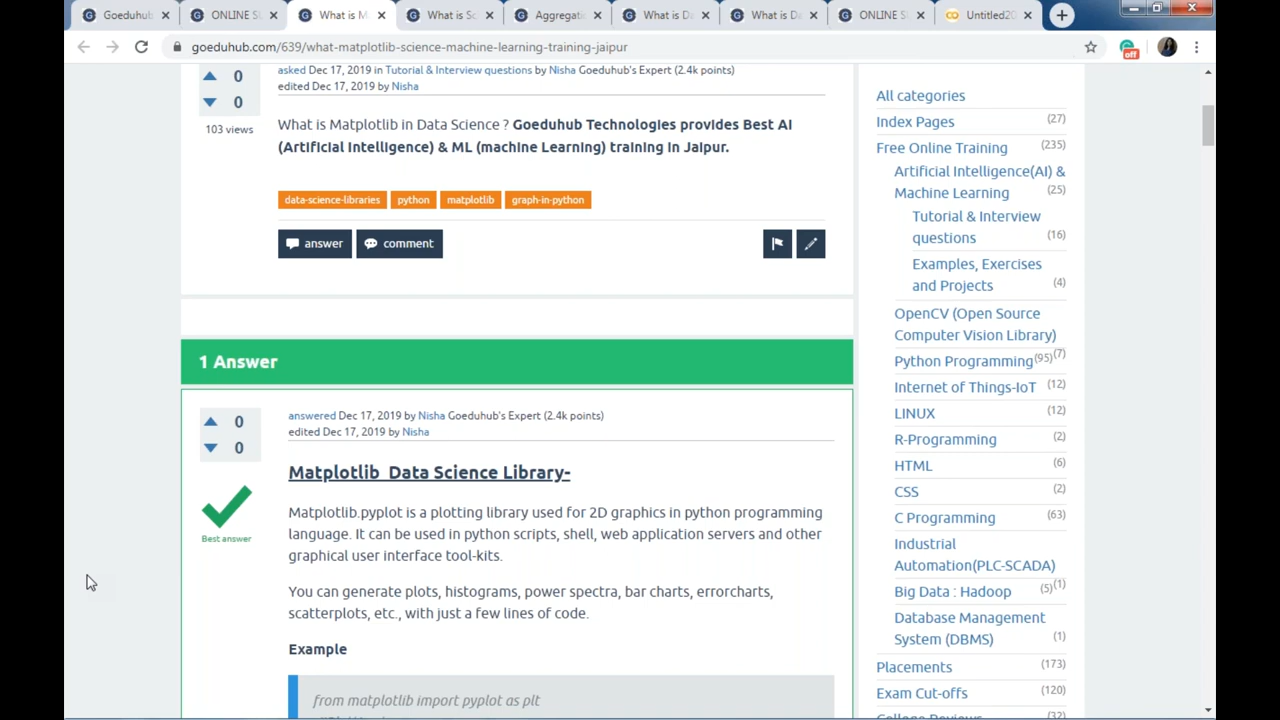 Goeduhub
ONLINE SU
What is M
What is Sc
Aggregati
What is Da
What is Da
ONLINE SU
Untitled20
goeduhub.com/639/what-matplotlib-science-machine-learning-training-jaipur
off
0
0
103 views
asked Dec 17, 2019 in Tutorial & Interview questions by Nisha Goeduhub's Expert (2.4k points)
edited Dec 17, 2019 by Nisha
What is Matplotlib in Data Science ? Goeduhub Technologies provides Best AI
(Artificial Intelligence) & ML (machine Learning) training in Jaipur.
data-science-libraries python matplotlib graph-in-python
answer comment
1 Answer
0
0
Best answer
answered Dec 17, 2019 by Nisha Goeduhub's Expert (2.4k points)
edited Dec 17, 2019 by Nisha
Matplotlib Data Science Library-
Matplotlib.pyplot is a plotting library used for 2D graphics in python programming
language. It can be used in python scripts, shell, web application servers and other
graphical user interface tool-kits.
You can generate plots, histograms, power spectra, bar charts, errorcharts,
scatterplots, etc., with just a few lines of code.
Example
from matplotlib import pyplot as plt
All categories
Index Pages (27)
Free Online Training (235)
Artificial Intelligence(AI) &
Machine Learning (25)
Tutorial & Interview
questions (16)
Examples, Exercises
and Projects (4)
OpenCV (Open Source
Computer Vision Library) (7)
Python Programming (95)
Internet of Things-IoT (12)
LINUX (12)
R-Programming (2)
HTML (6)
CSS (2)
C Programming (63)
Industrial
Automation(PLC-SCADA) (1)
Big Data : Hadoop (5)
Database Management
System (DBMS) (1)
Placements (173)
Exam Cut-offs (120)
College Reviews (32)